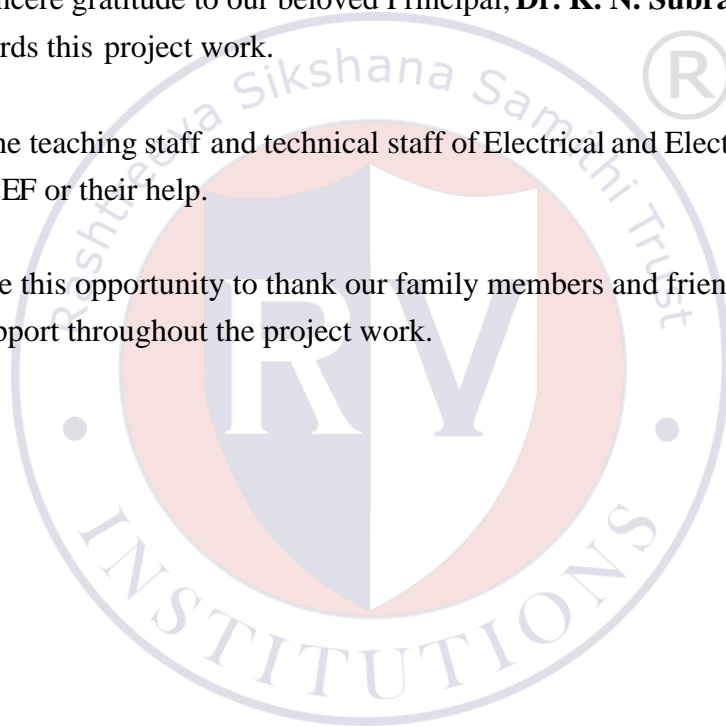 ncere gratitude to our beloved Principal, Dr. K. N. Subra
rds this project work.
ne teaching staff and technical staff of Electrical and Elect
EF or their help.
e this opportunity to thank our family members and frien
pport throughout the project work.
Rashtreeva Sikshana Samithi Trust
®
RV
INSTITUTIONS